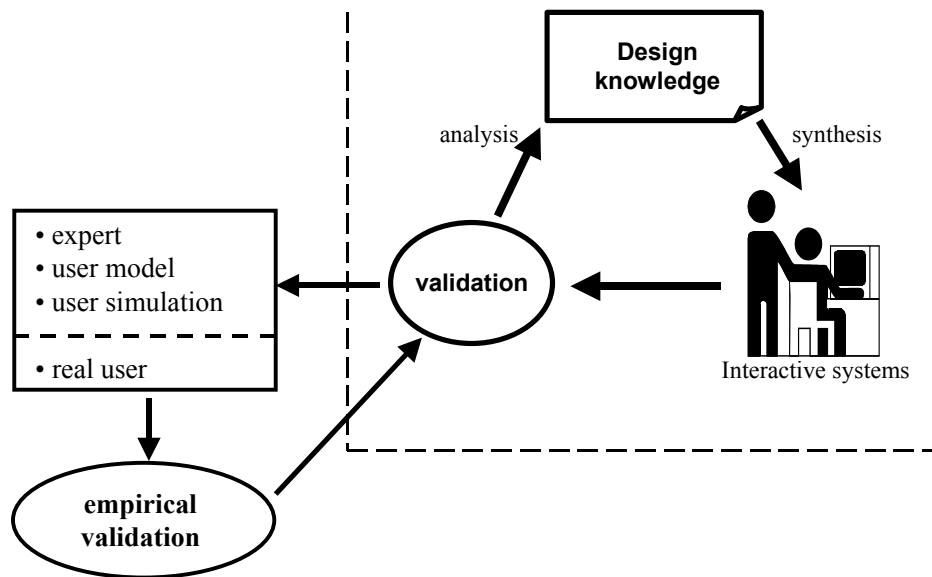 Design
knowledge
analysis
synthesis
• expert
• user model
• user simulation
• real user
validation
Interactive systems
empirical
validation